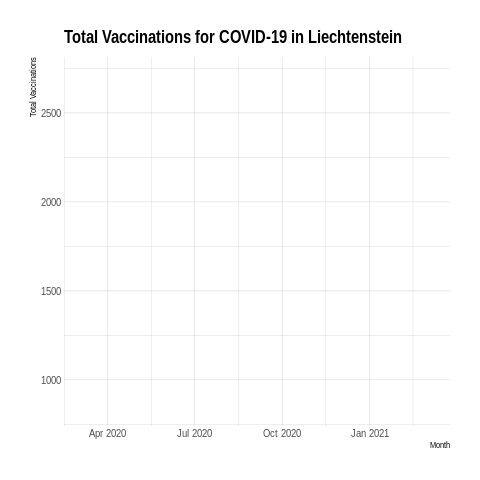 Total Vaccinations for COVID-19 in Liechtenstein
Total Vaccinations
2500
2000
1500
1000
Apr 2020 Jul 2020 Oct 2020 Jan 2021
Month